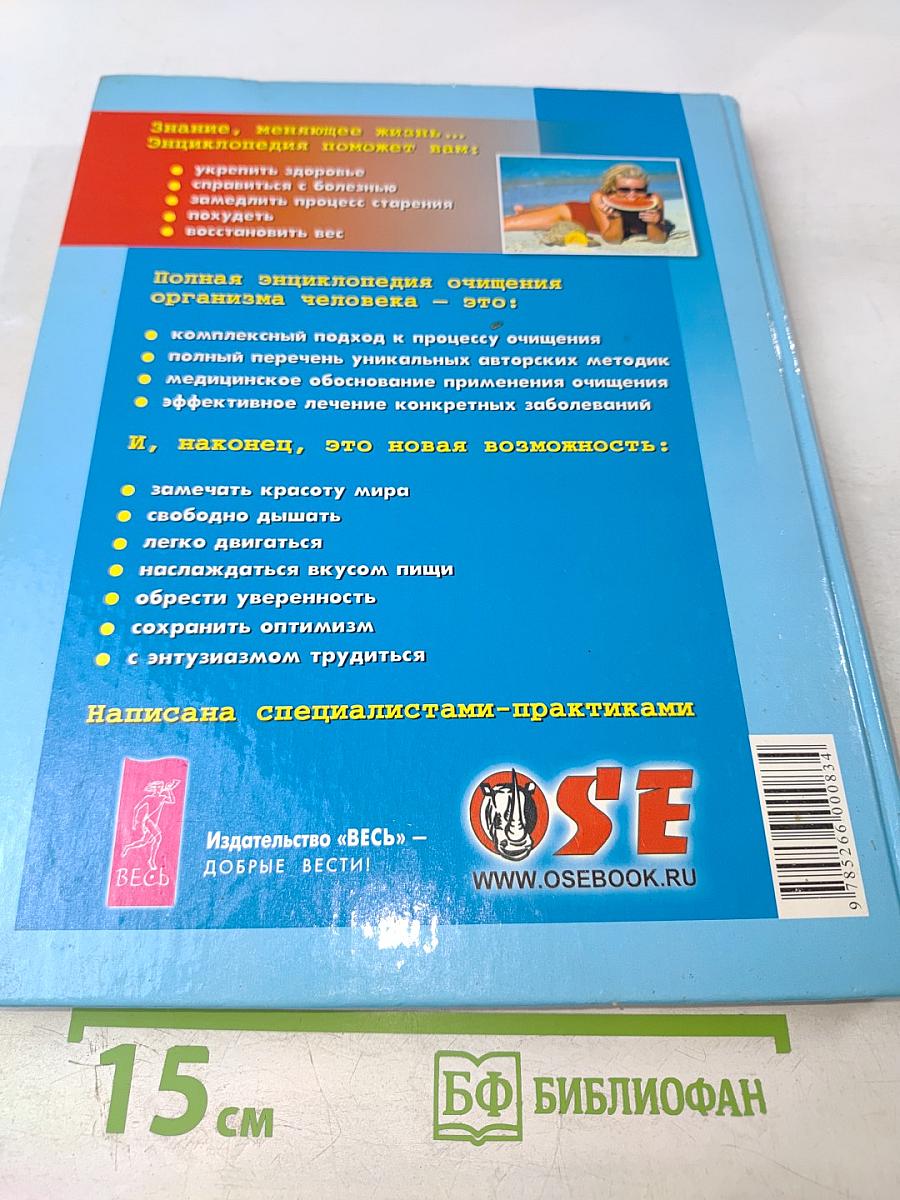 Знание, меняющее жизнь...
Энциклопедия поможет вам:
укрепить здоровье
справиться с болезнью
замедлить процесс старения
похудеть
восстановить вес
Полная энциклопедия очищения
организма человека — это:
комплексный подход к процессу очищения
полный перечень уникальных авторских методик
медицинское обоснование применения очищения
эффективное лечение конкретных заболеваний
И, наконец, это новая возможность:
замечать красоту мира
свободно дышать
легко двигаться
наслаждаться вкусом пищи
обрести уверенность
сохранить оптимизм
с энтузиазмом трудиться
Написана специалистами-практиками
ВЕСЬ
Издательство «ВЕСЬ» —
ДОБРЫЕ ВЕСТИ!
OSE
WWW.OSEBOOK.RU
9 785266 000834
15 см
БФ БИБЛИОФАН